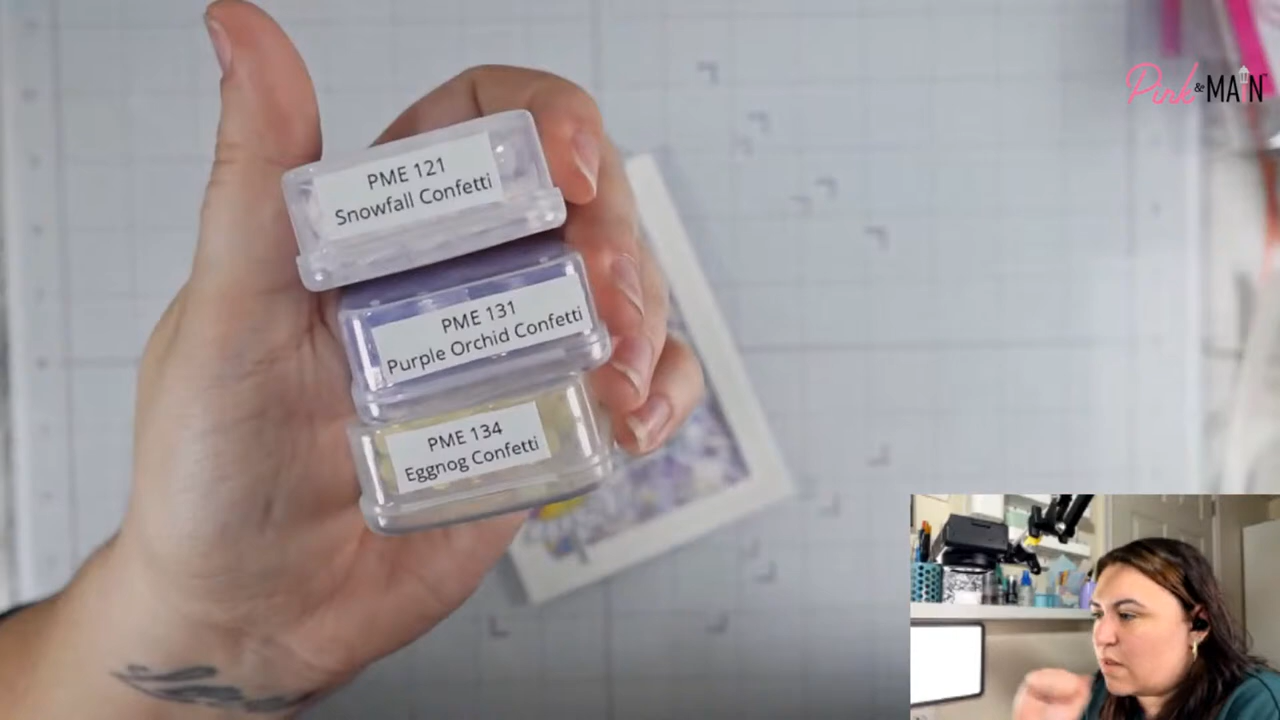 Pink & MAIN
PME 121
Snowfall Confetti
PME 131
Purple Orchid Confetti
PME 134
Eggnog Confetti